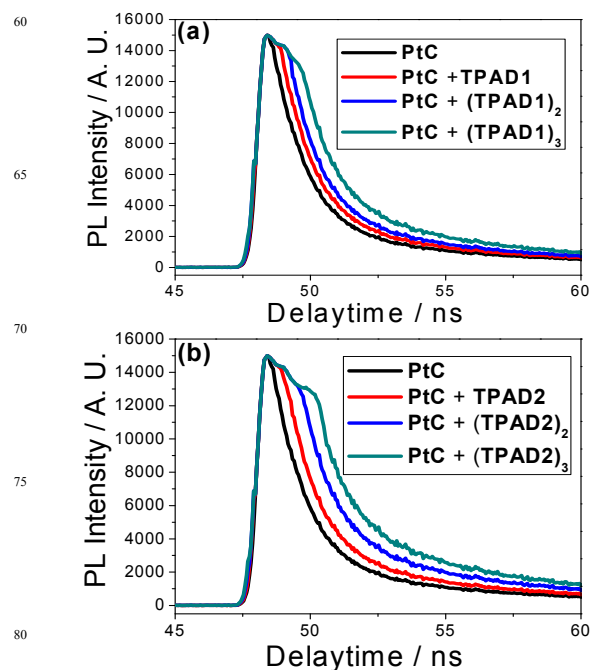 60
65
70
75
80
(a)
PL Intensity / A. U.
16000
14000
12000
10000
8000
6000
4000
2000
0
PtC
PtC +TPAD1
PtC + (TPAD1)₂
PtC + (TPAD1)₃
45 50 55 60
Delaytime / ns
(b)
PL Intensity / A. U.
16000
14000
12000
10000
8000
6000
4000
2000
0
PtC
PtC + TPAD2
PtC + (TPAD2)₂
PtC + (TPAD2)₃
45 50 55 60
Delaytime / ns